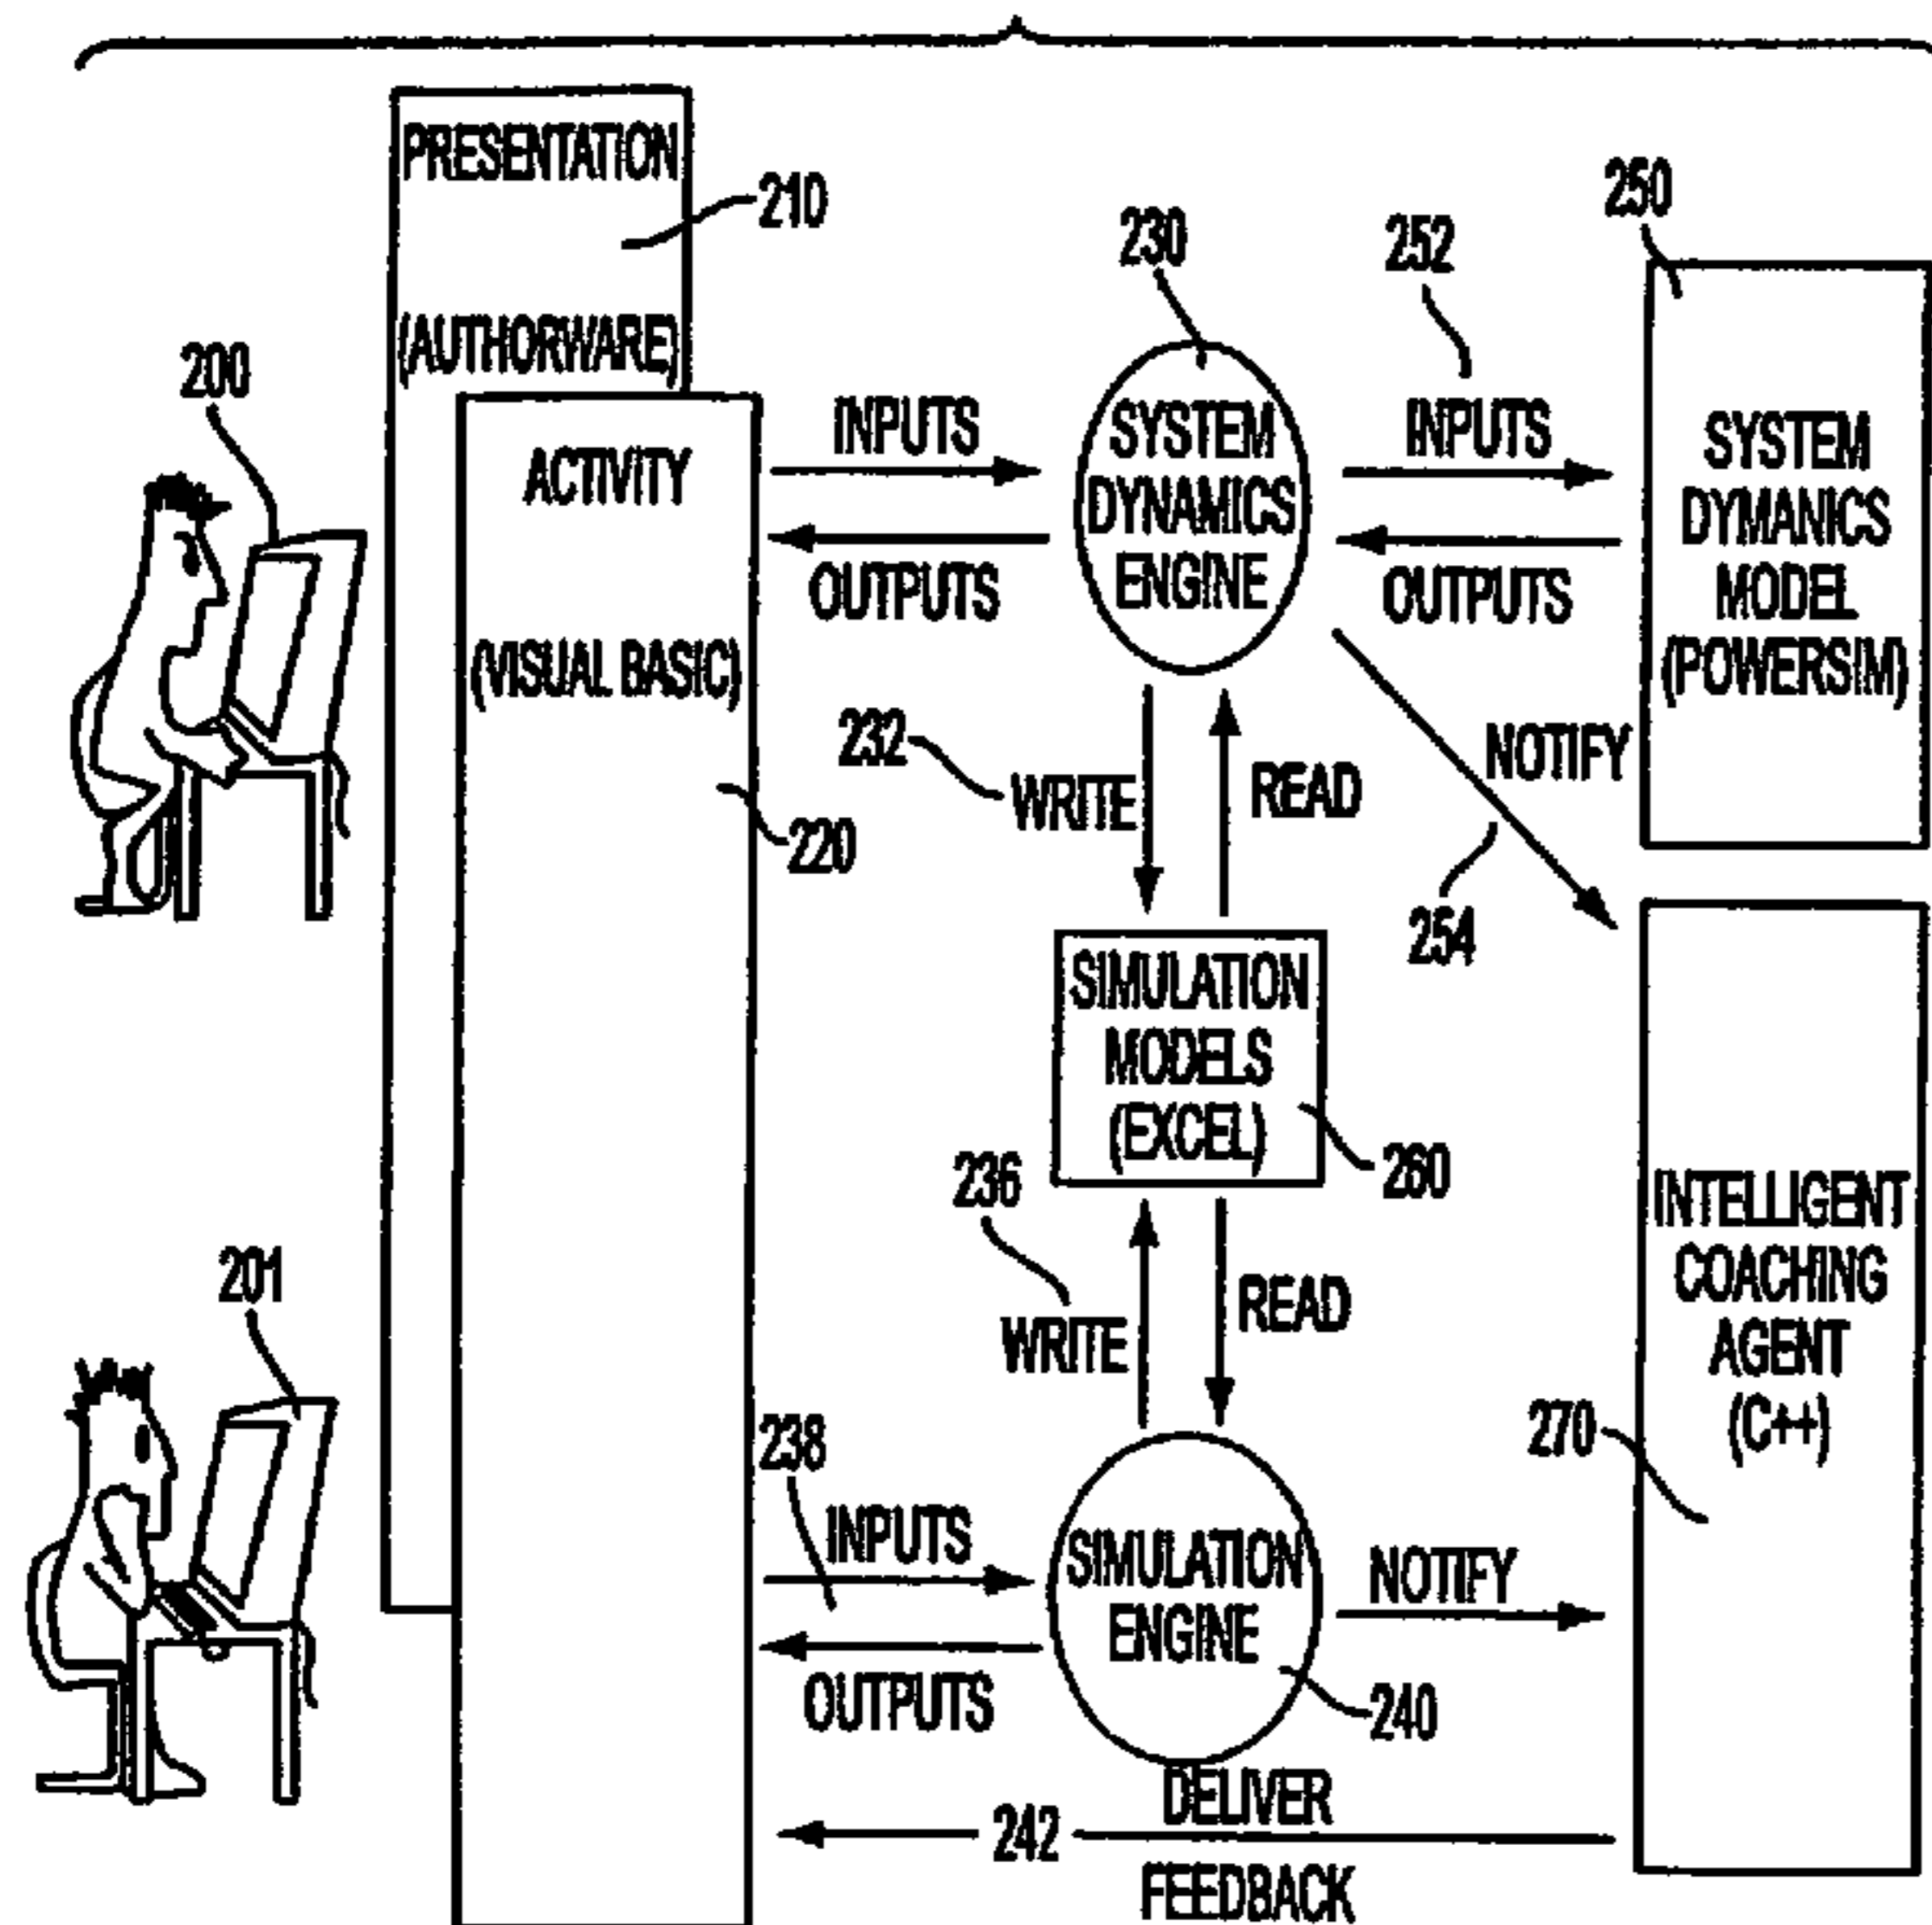 PRESENTATION
210
(AUTHORWARE)
200
ACTIVITY
(VISUAL BASIC)
220
INPUTS
OUTPUTS
230
SYSTEM
DYNAMICS
ENGINE
252
INPUTS
OUTPUTS
250
SYSTEM
DYMANICS
MODEL
(POWERSIM)
232
WRITE
READ
NOTIFY
254
SIMULATION
MODELS
(EXCEL)
260
236
WRITE
READ
INTELLIGENT
COACHING
AGENT
(C++)
270
201
238
INPUTS
OUTPUTS
SIMULATION
ENGINE
240
NOTIFY
DELIVER
242
FEEDBACK